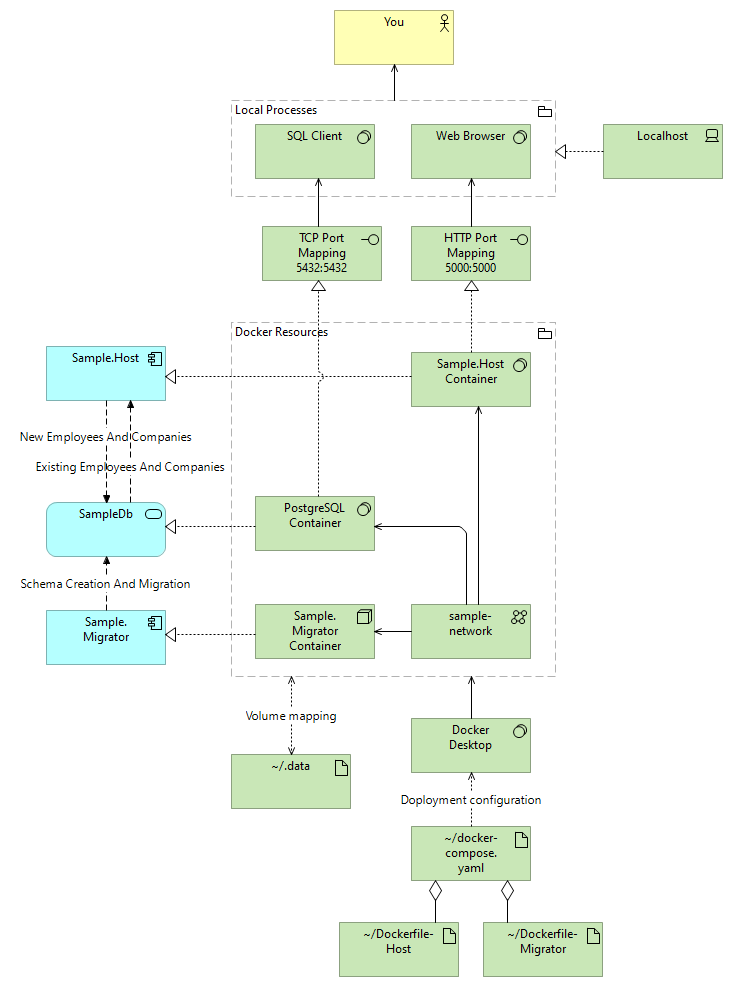 You
Local Processes
SQL Client
Web Browser
Localhost
TCP Port
Mapping
5432:5432
HTTP Port
Mapping
5000:5000
Docker Resources
Sample.Host
Sample.Host
Container
New Employees And Companies
Existing Employees And Companies
SampleDb
PostgreSQL
Container
Schema Creation And Migration
Sample.
Migrator
Sample.
Migrator
Container
sample-
network
Volume mapping
Docker
Desktop
~/.data
Doployment configuration
~/docker-
compose.
yaml
~/Dockerfile-
Host
~/Dockerfile-
Migrator